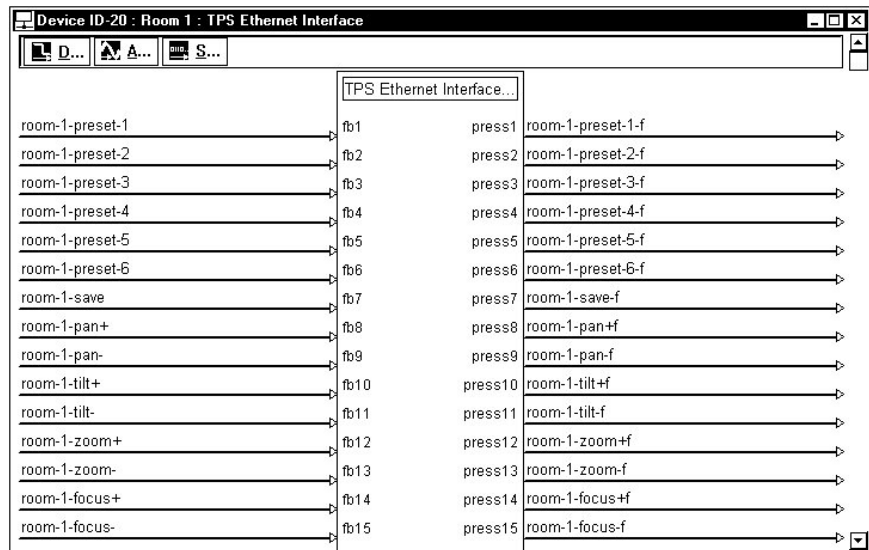 Device ID-20 : Room 1 : TPS Ethernet Interface
D... A... S...
TPS Ethernet Interface...
room-1-preset-1 fb1 press1 room-1-preset-1-f
room-1-preset-2 fb2 press2 room-1-preset-2-f
room-1-preset-3 fb3 press3 room-1-preset-3-f
room-1-preset-4 fb4 press4 room-1-preset-4-f
room-1-preset-5 fb5 press5 room-1-preset-5-f
room-1-preset-6 fb6 press6 room-1-preset-6-f
room-1-save fb7 press7 room-1-save-f
room-1-pan+ fb8 press8 room-1-pan+f
room-1-pan- fb9 press9 room-1-pan-f
room-1-tilt+ fb10 press10 room-1-tilt+f
room-1-tilt- fb11 press11 room-1-tilt-f
room-1-zoom+ fb12 press12 room-1-zoom+f
room-1-zoom- fb13 press13 room-1-zoom-f
room-1-focus+ fb14 press14 room-1-focus+f
room-1-focus- fb15 press15 room-1-focus-f